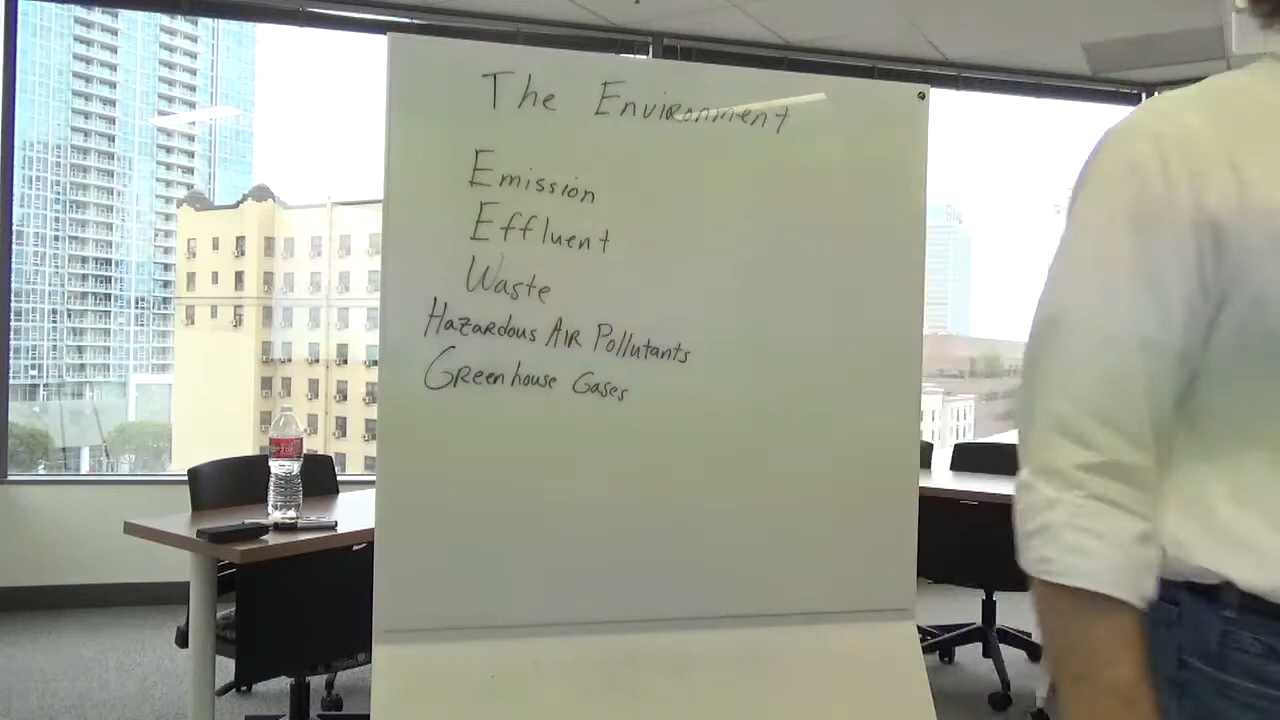 The Environment
Emission
Effluent
Waste
Hazardous Air Pollutants
Greenhouse Gases